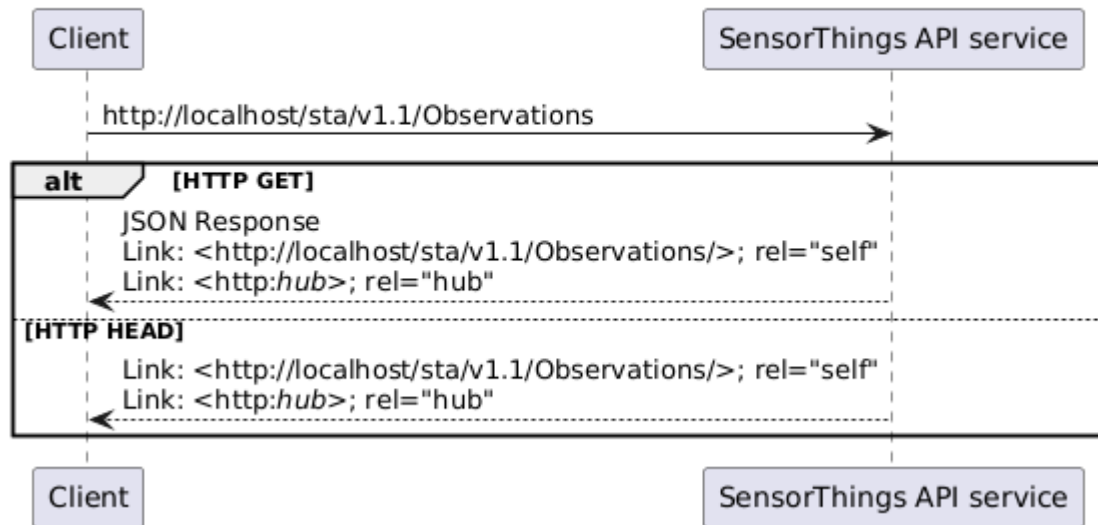 Client
SensorThings API service
http://localhost/sta/v1.1/Observations
alt
[HTTP GET]
JSON Response
Link: <http://localhost/sta/v1.1/Observations/>; rel="self"
Link: <http:hub>; rel="hub"
[HTTP HEAD]
Link: <http://localhost/sta/v1.1/Observations/>; rel="self"
Link: <http:hub>; rel="hub"
Client
SensorThings API service